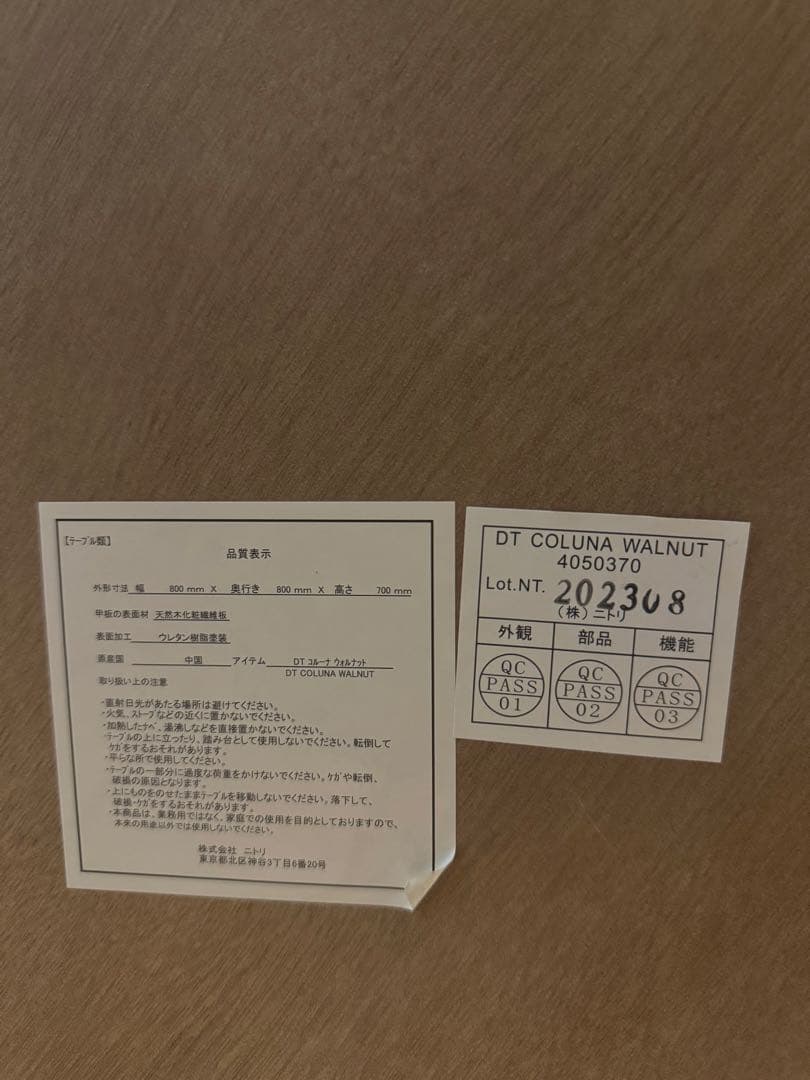 【テーブル類】
品質表示
外形寸法 幅 800 mm X 奥行き 800 mm X 高さ 700 mm
甲板の表面材 天然木化粧繊維板
表面加工 ウレタン樹脂塗装
原産国 中国 アイテム DT コルーナ ウォルナット
DT COLUNA WALNUT
取り扱い上の注意
・直射日光があたる場所は避けてください。
・火気、ストーブなどの近くに置かないでください。
・加熱したナベ、湯沸しなどを直接置かないでください。
・テーブルの上に立ったり、踏み台として使用しないでください。転倒して
ケガをするおそれがあります。
・平らな所で使用してください。
・テーブルの一部分に過度な荷重をかけないでください。ケガや転倒、
破損の原因となります。
・上にものをのせたままテーブルを移動しないでください。落下して、
破損・ケガをするおそれがあります。
・本商品は、業務用ではなく、家庭での使用を目的としておりますので、
本来の用途以外では使用しないでください。
株式会社 ニトリ
東京都北区神谷3丁目6番20号
DT COLUNA WALNUT
4050370
Lot.NT. 202308
(株)ニトリ
外観 部品 機能
QC QC QC
PASS PASS PASS
01 02 03